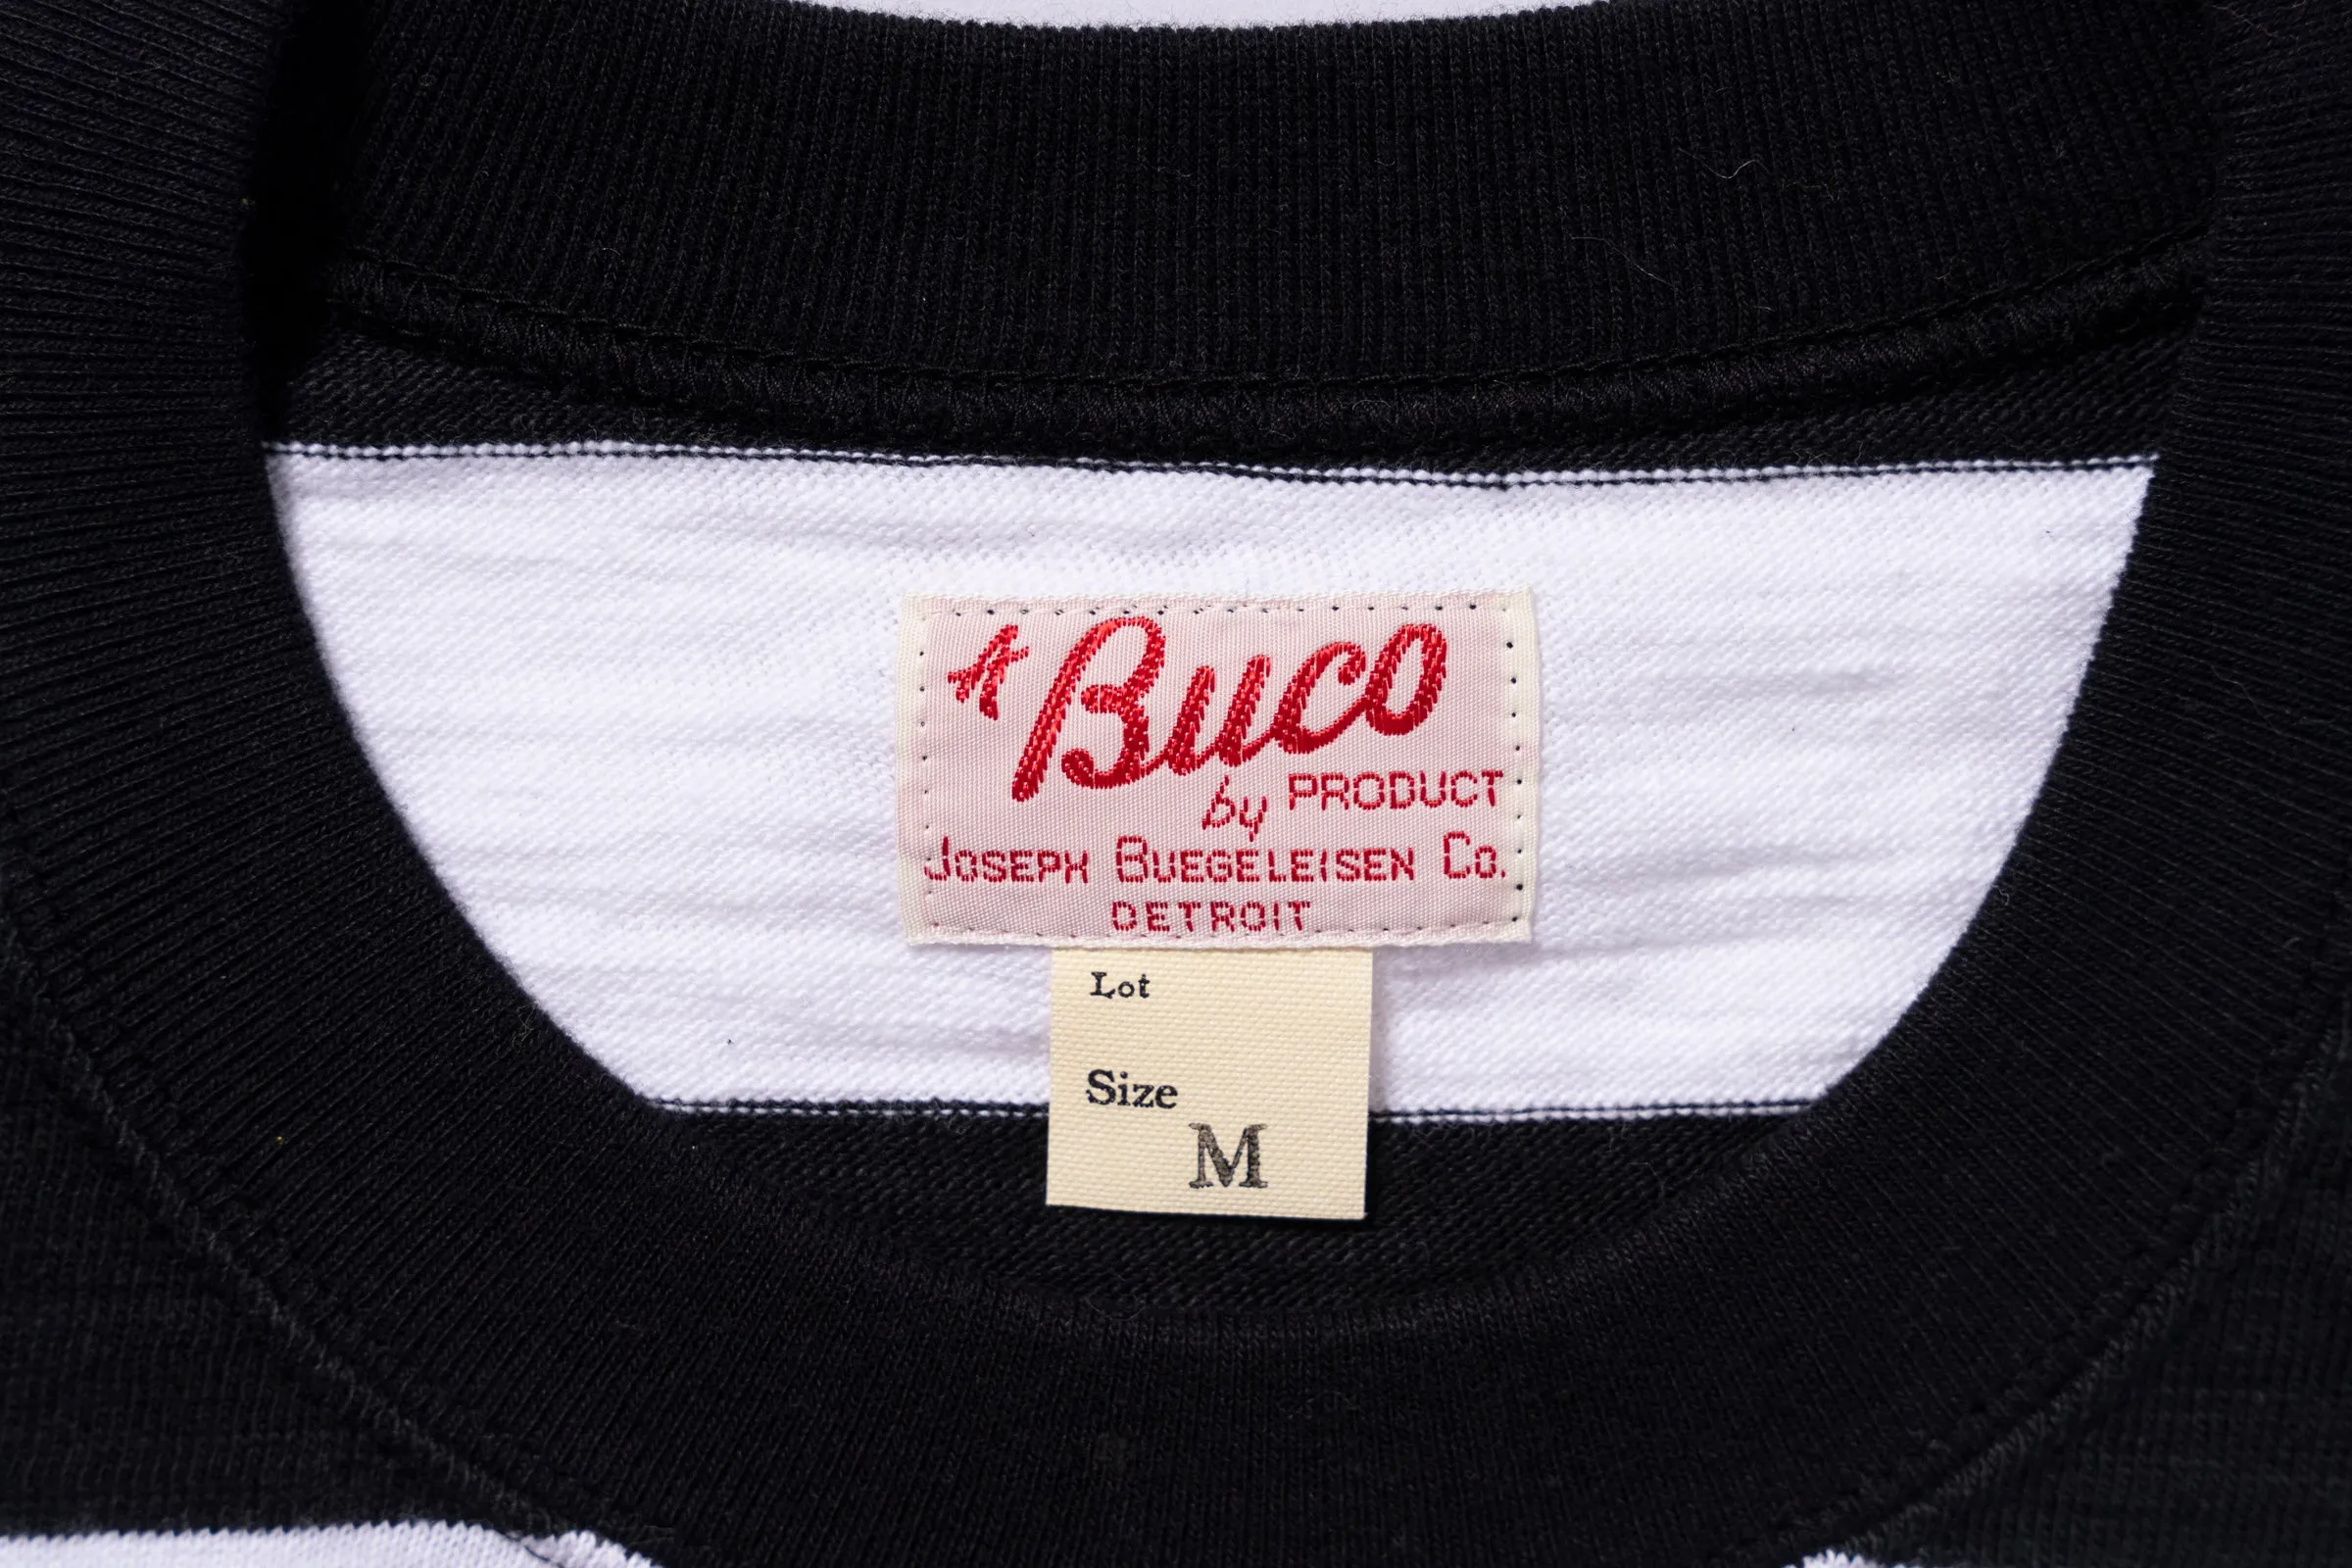 A Buco
by PRODUCT
JOSEPH BUEGELEISEN CO.
DETROIT
Lot
Size
M